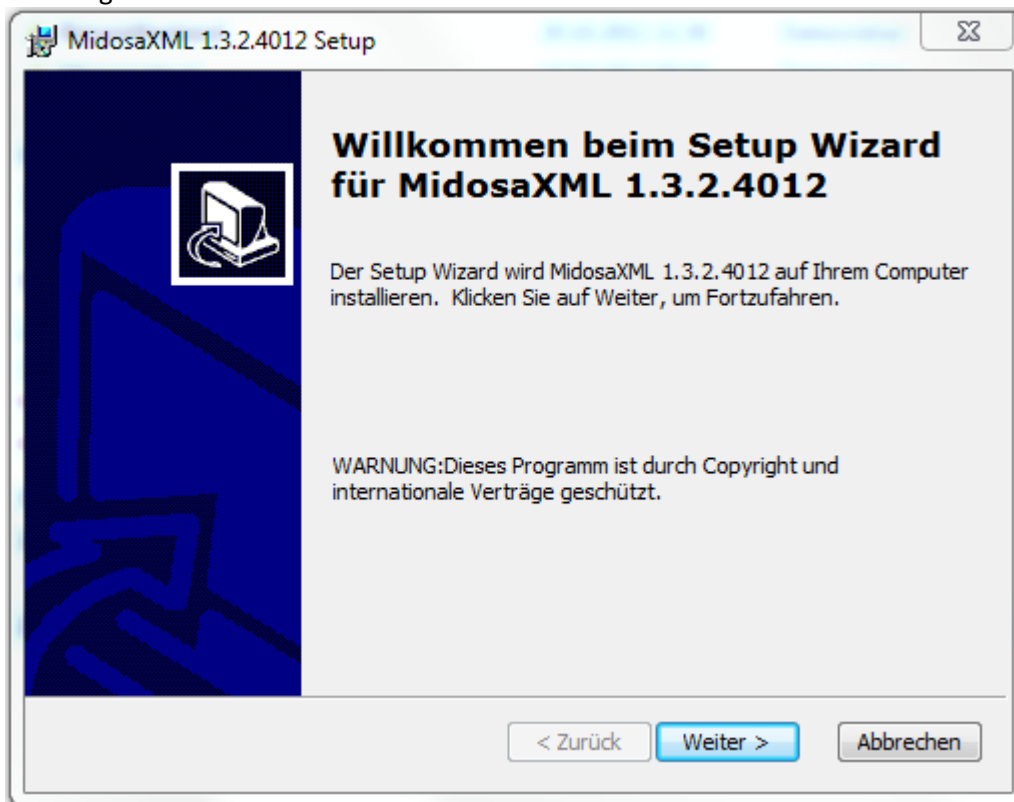 MidosaXML 1.3.2.4012 Setup
Willkommen beim Setup Wizard
für MidosaXML 1.3.2.4012
Der Setup Wizard wird MidosaXML 1.3.2.4012 auf Ihrem Computer
installieren.  Klicken Sie auf Weiter, um Fortzufahren.
WARNUNG:Dieses Programm ist durch Copyright und
internationale Verträge geschützt.
< Zurück
Weiter >
Abbrechen